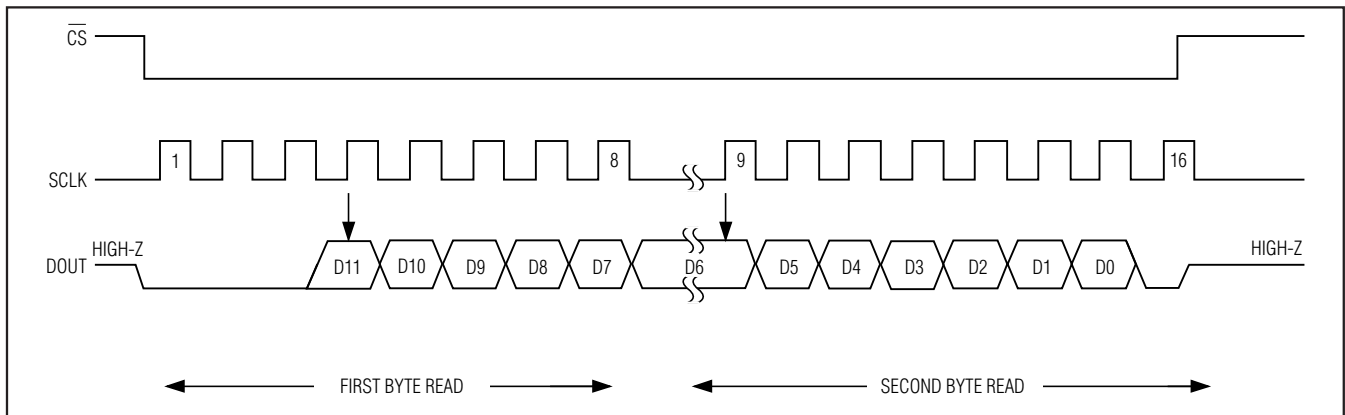 CS
1 8 9 16
SCLK
HIGH-Z HIGH-Z
DOUT D11 D10 D9 D8 D7 D6 D5 D4 D3 D2 D1 D0
FIRST BYTE READ SECOND BYTE READ